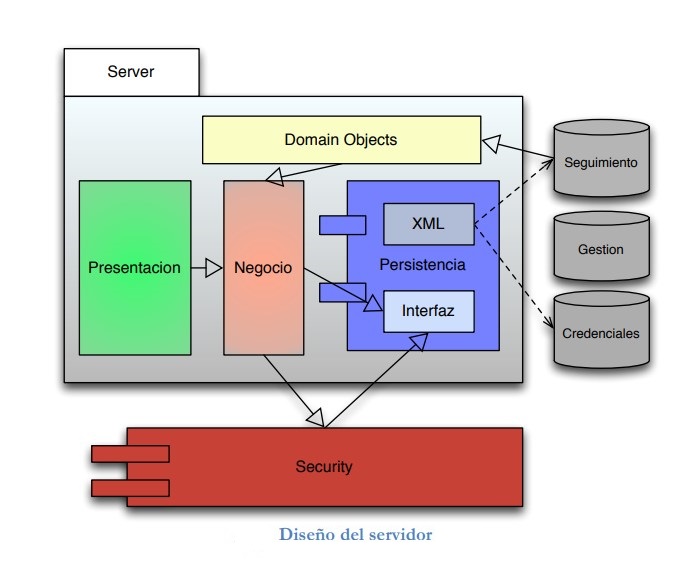 Server
Domain Objects
Seguimiento
XML
Presentacion
Negocio
Persistencia
Gestion
Interfaz
Credenciales
Security
Diseño del servidor